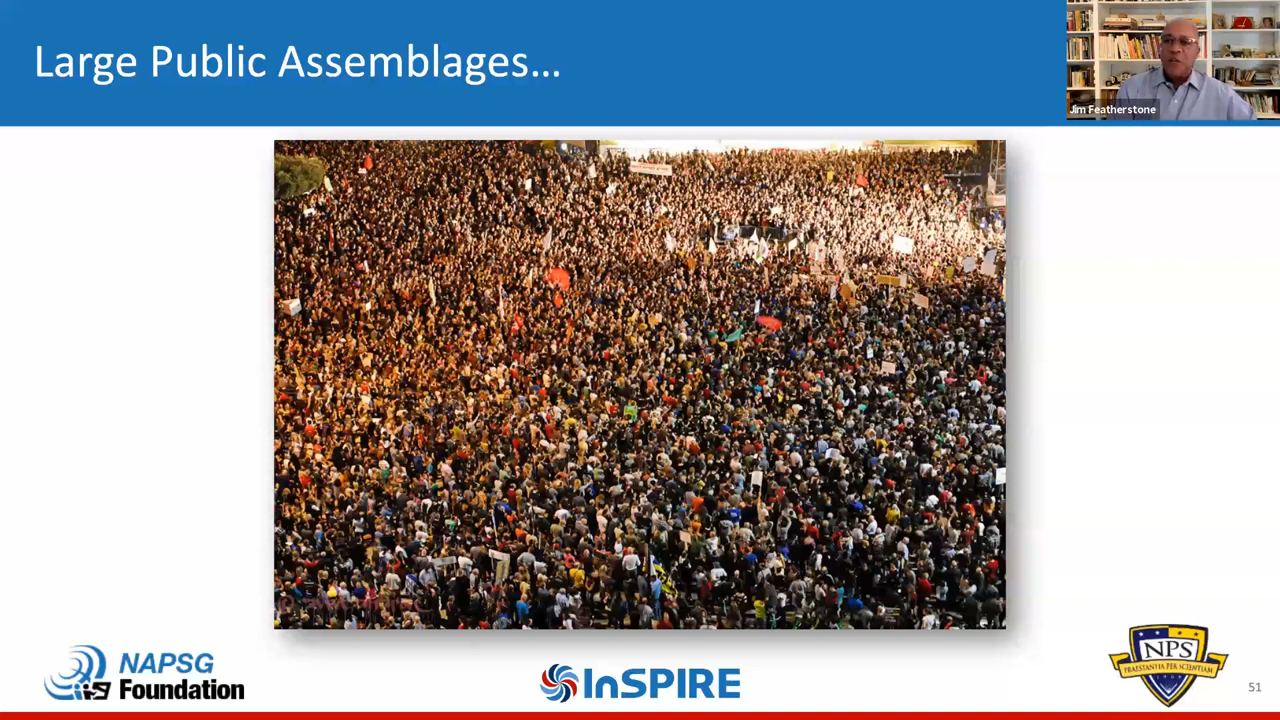 Large Public Assemblages...
Jim Featherstone
NAPSG
Foundation
InSPIRE
NPS
PRAESTANTIA PER SCIENTIAM
51